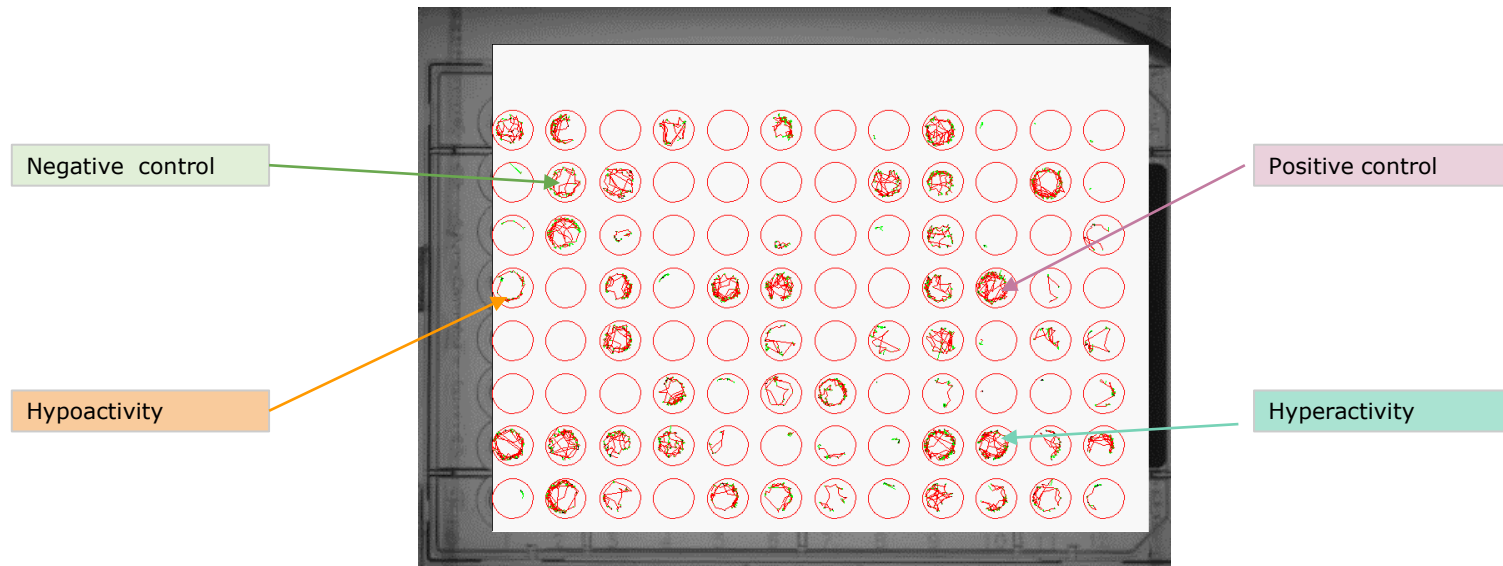 Negative  control
Positive control
Hypoactivity
Hyperactivity